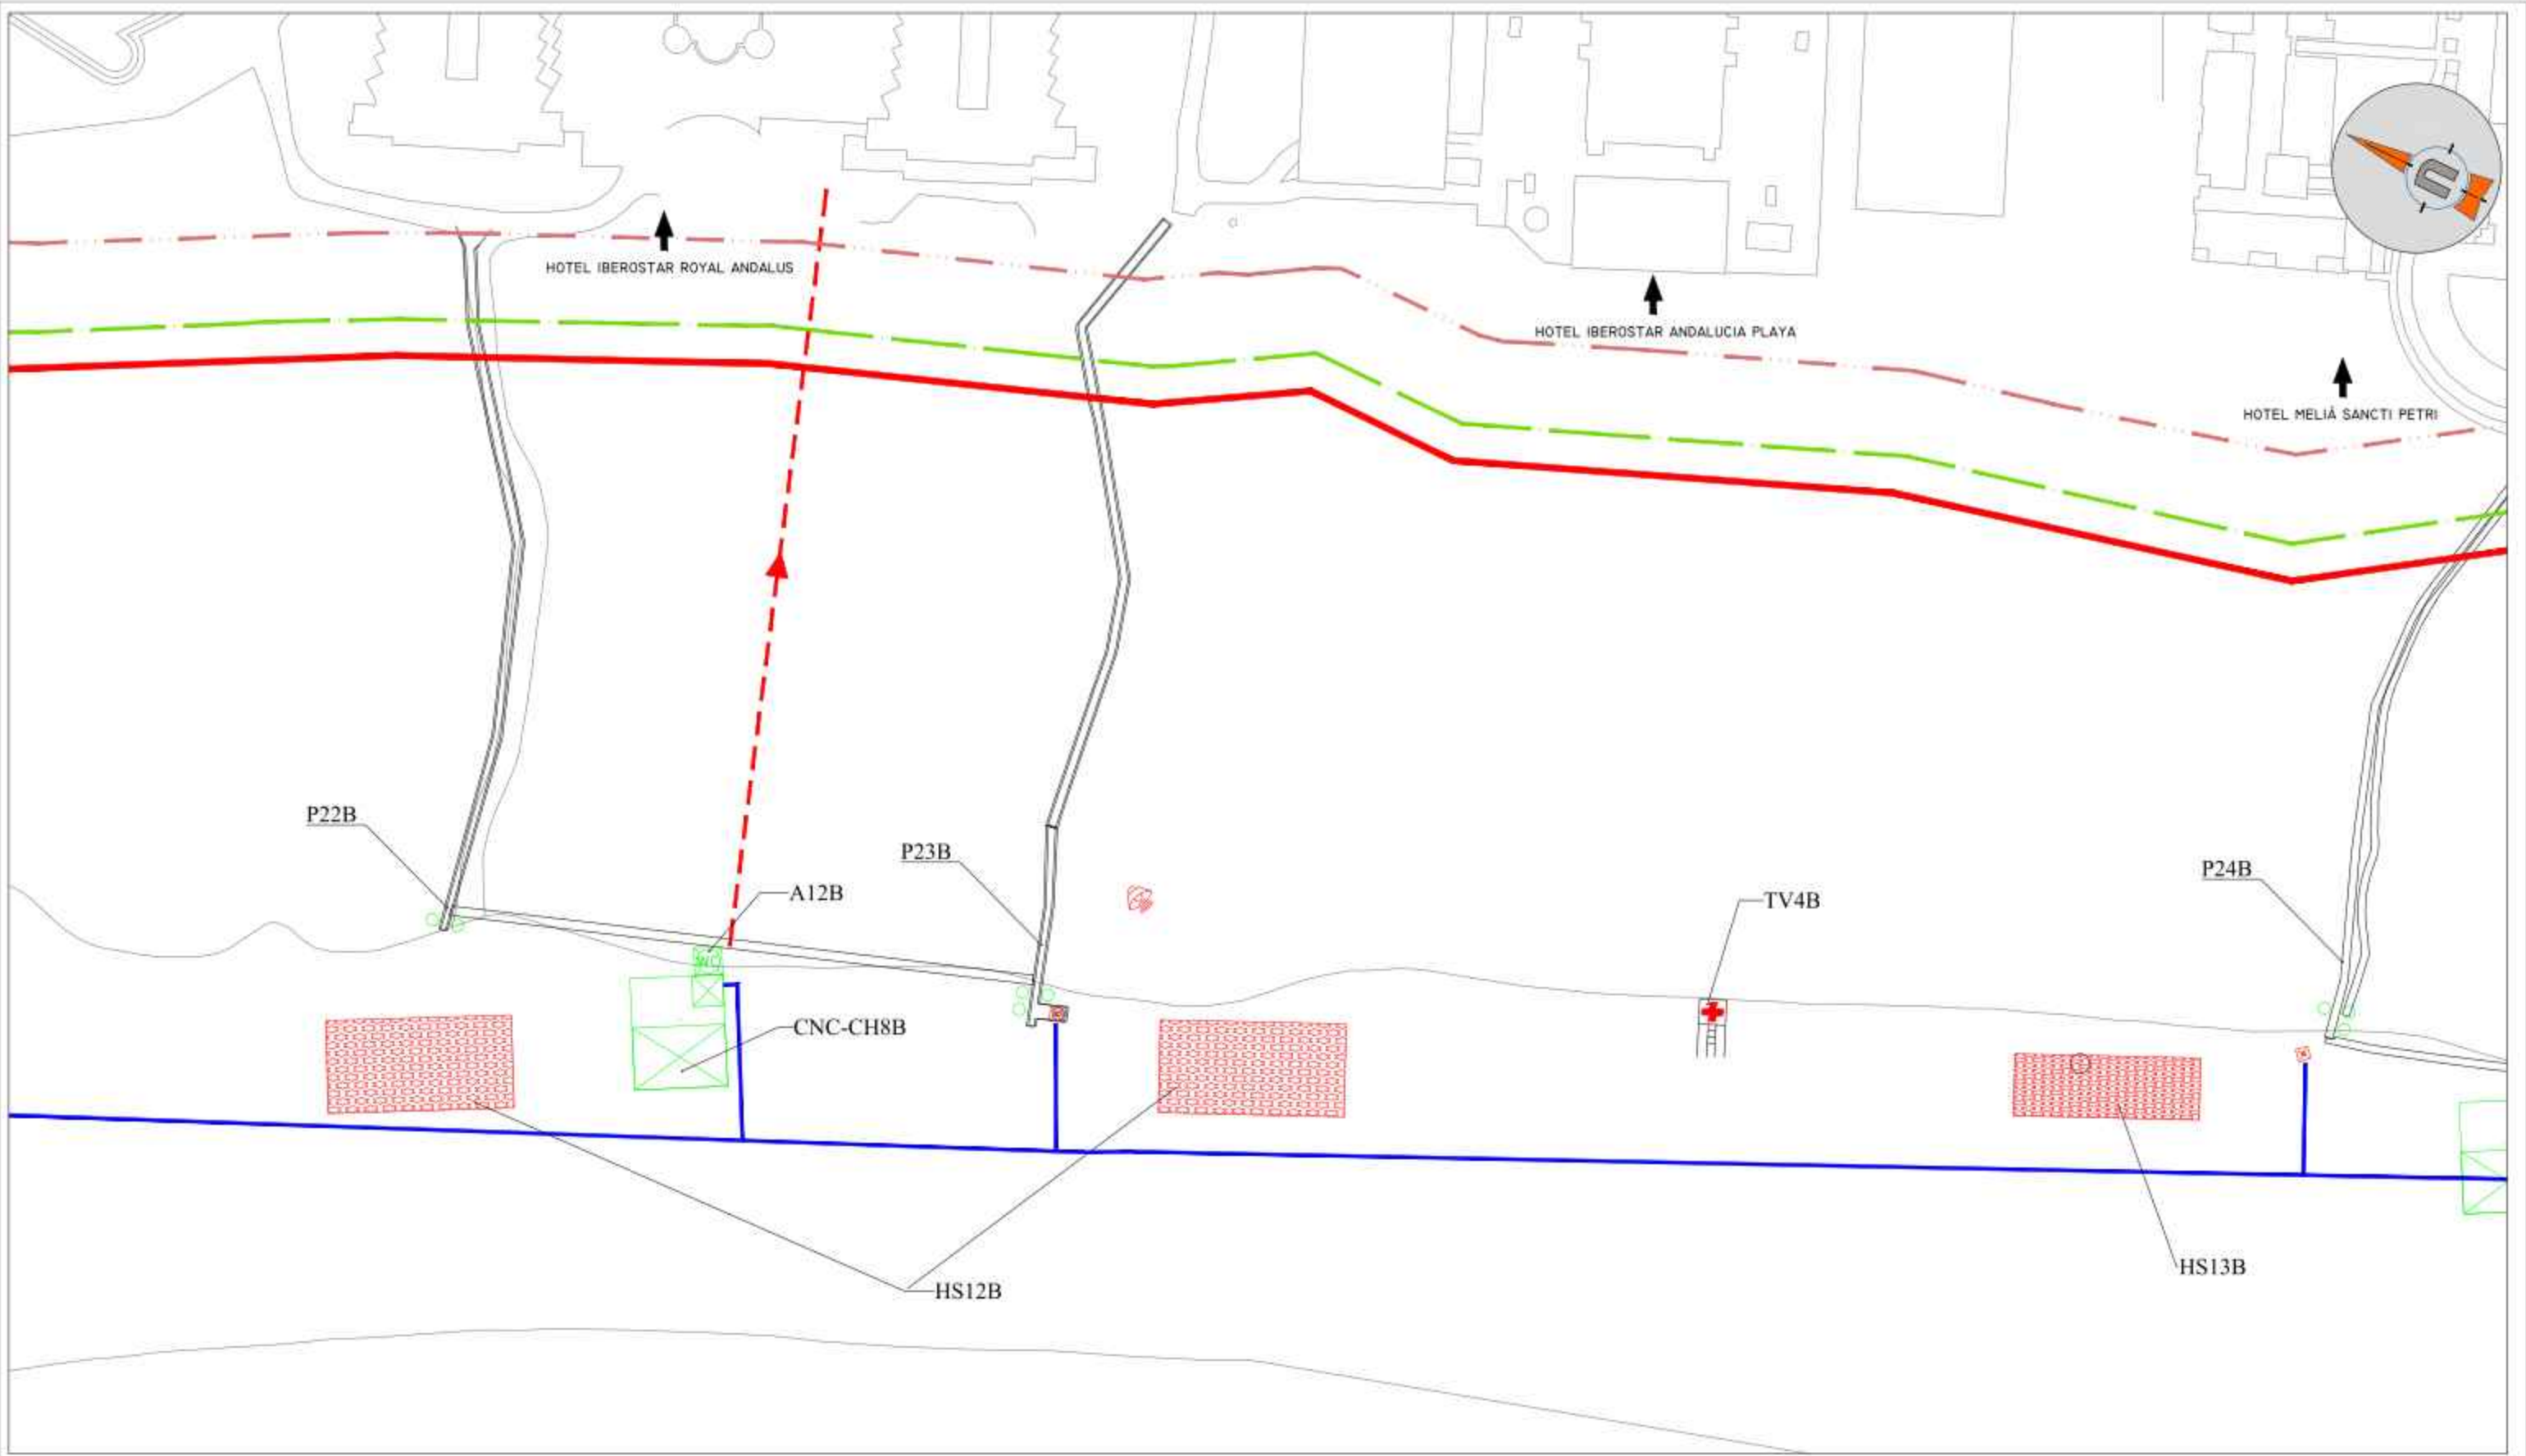 HOTEL IBEROSTAR ROYAL ANDALUS
HOTEL IBEROSTAR ANDALUCIA PLAYA
HOTEL MELIÁ SANCTI PETRI
P22B
P23B
P24B
A12B
TV4B
WC
CNC-CH8B
HS13B
HS12B